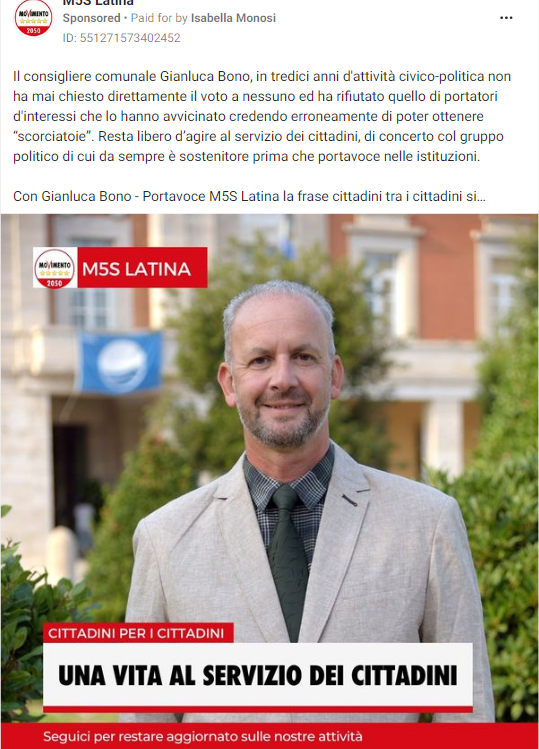 M5S Latina
Sponsored • Paid for by Isabella Monosi
ID: 551271573402452
Il consigliere comunale Gianluca Bono, in tredici anni d'attività civico-politica non
ha mai chiesto direttamente il voto a nessuno ed ha rifiutato quello di portatori
d'interessi che lo hanno avvicinato credendo erroneamente di poter ottenere
“scorciatoie”. Resta libero d’agire al servizio dei cittadini, di concerto col gruppo
politico di cui da sempre è sostenitore prima che portavoce nelle istituzioni.
Con Gianluca Bono - Portavoce M5S Latina la frase cittadini tra i cittadini si...
MOVIMENTO
2050
M5S LATINA
CITTADINI PER I CITTADINI
UNA VITA AL SERVIZIO DEI CITTADINI
Seguici per restare aggiornato sulle nostre attività